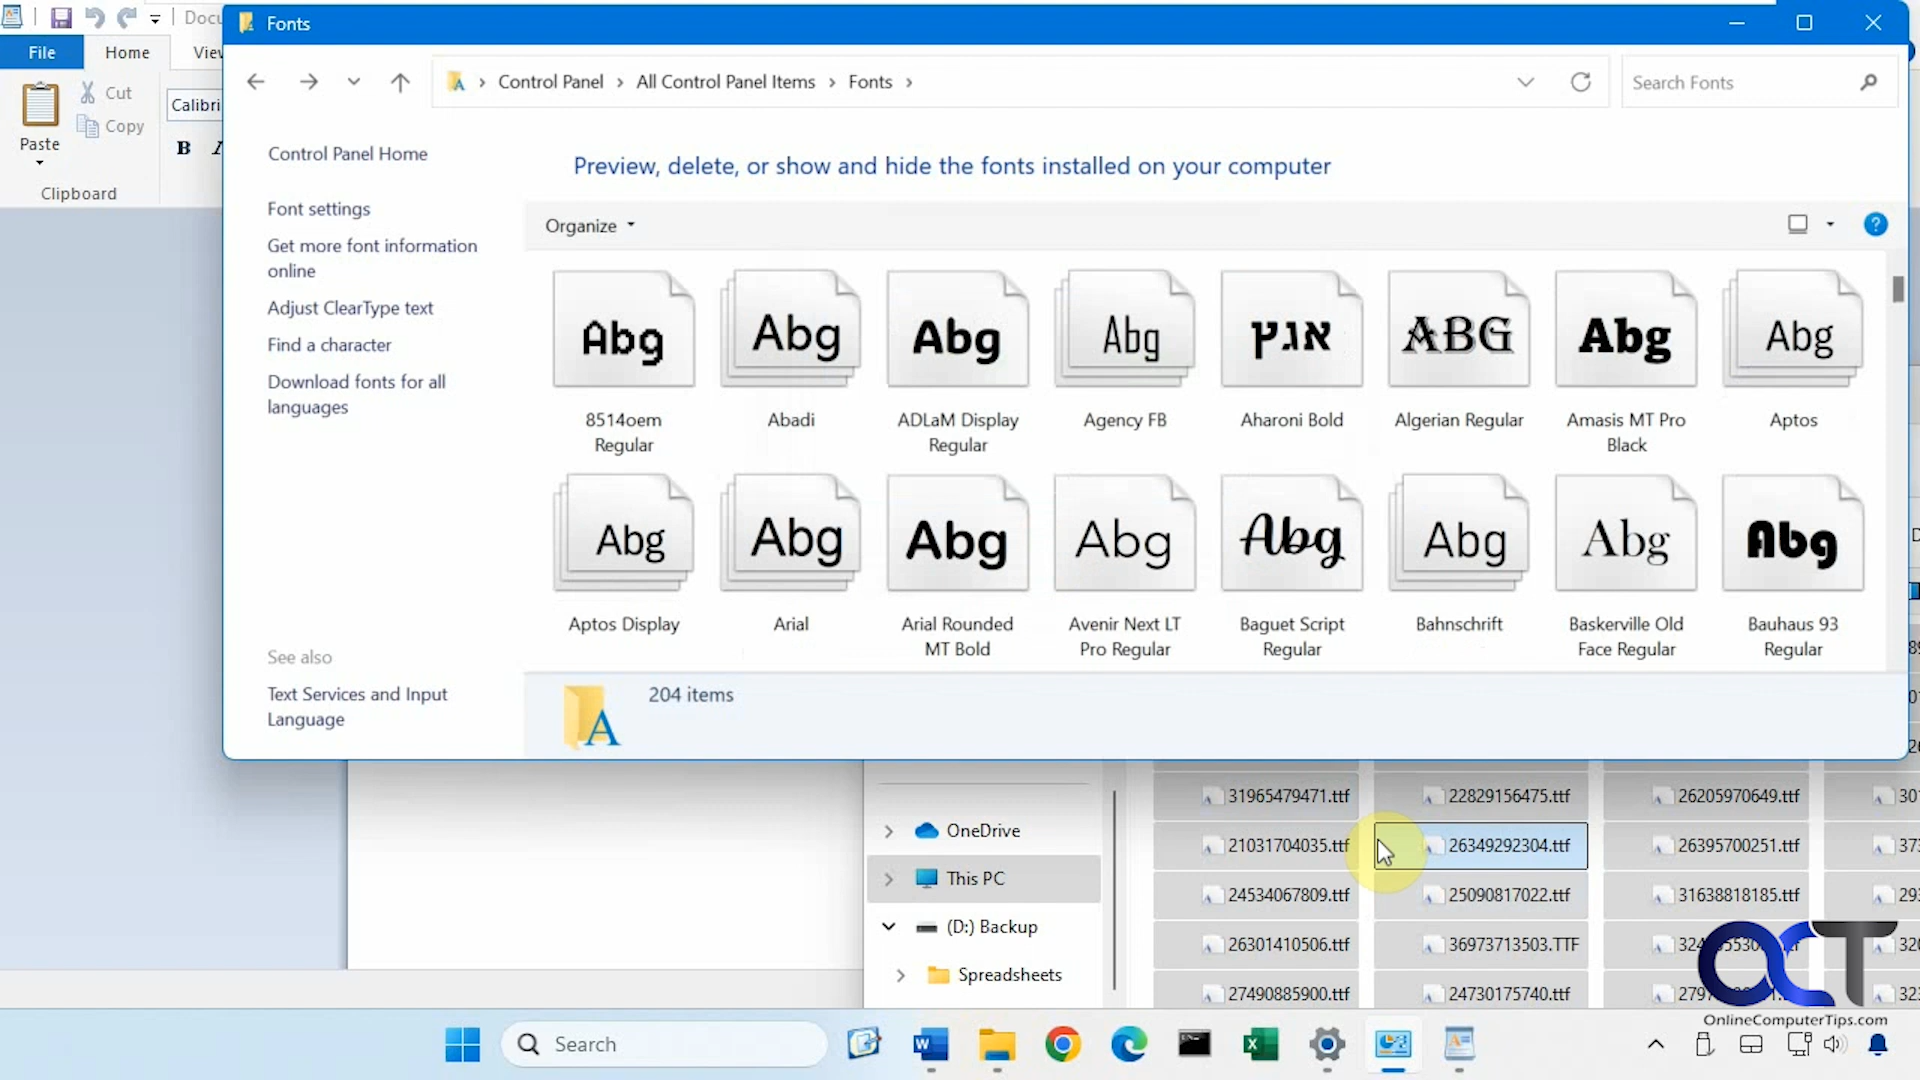 Docu
File
Home
View
Cut
Copy
Paste
Calibri
B
Clipboard
Fonts
Control Panel
All Control Panel Items
Fonts
Search Fonts
Control Panel Home
Font settings
Get more font information
online
Adjust ClearType text
Find a character
Download fonts for all
languages
See also
Text Services and Input
Language
Preview, delete, or show and hide the fonts installed on your computer
Organize
?
Abg
Abg
Abg
Abg
אגץ
ABG
Abg
Abg
8514oem
Regular
Abadi
ADLaM Display
Regular
Agency FB
Aharoni Bold
Algerian Regular
Amasis MT Pro
Black
Aptos
Abg
Abg
Abg
Abg
Abg
Abg
Abg
Abg
Aptos Display
Arial
Arial Rounded
MT Bold
Avenir Next LT
Pro Regular
Baguet Script
Regular
Bahnschrift
Baskerville Old
Face Regular
Bauhaus 93
Regular
A
204 items
OneDrive
This PC
(D:) Backup
Spreadsheets
31965479471.ttf
22829156475.ttf
26205970649.ttf
21031704035.ttf
26349292304.ttf
26395700251.ttf
24534067809.ttf
25090817022.ttf
31638818185.ttf
26301410506.ttf
36973713503.TTF
27490885900.ttf
24730175740.ttf
OCT
OnlineComputerTips.com
Search